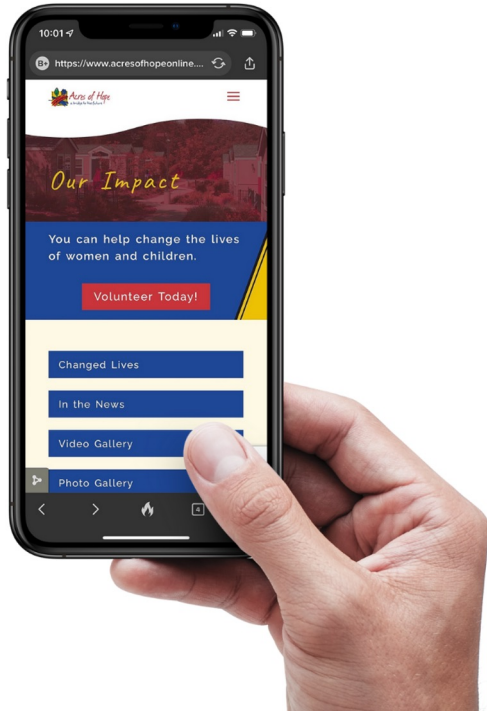 10:01
B+ https://www.acresofhopeonline....
Acres of Hope
Our Impact
You can help change the lives
of women and children.
Volunteer Today!
Changed Lives
In the News
Video Gallery
Photo Gallery
4